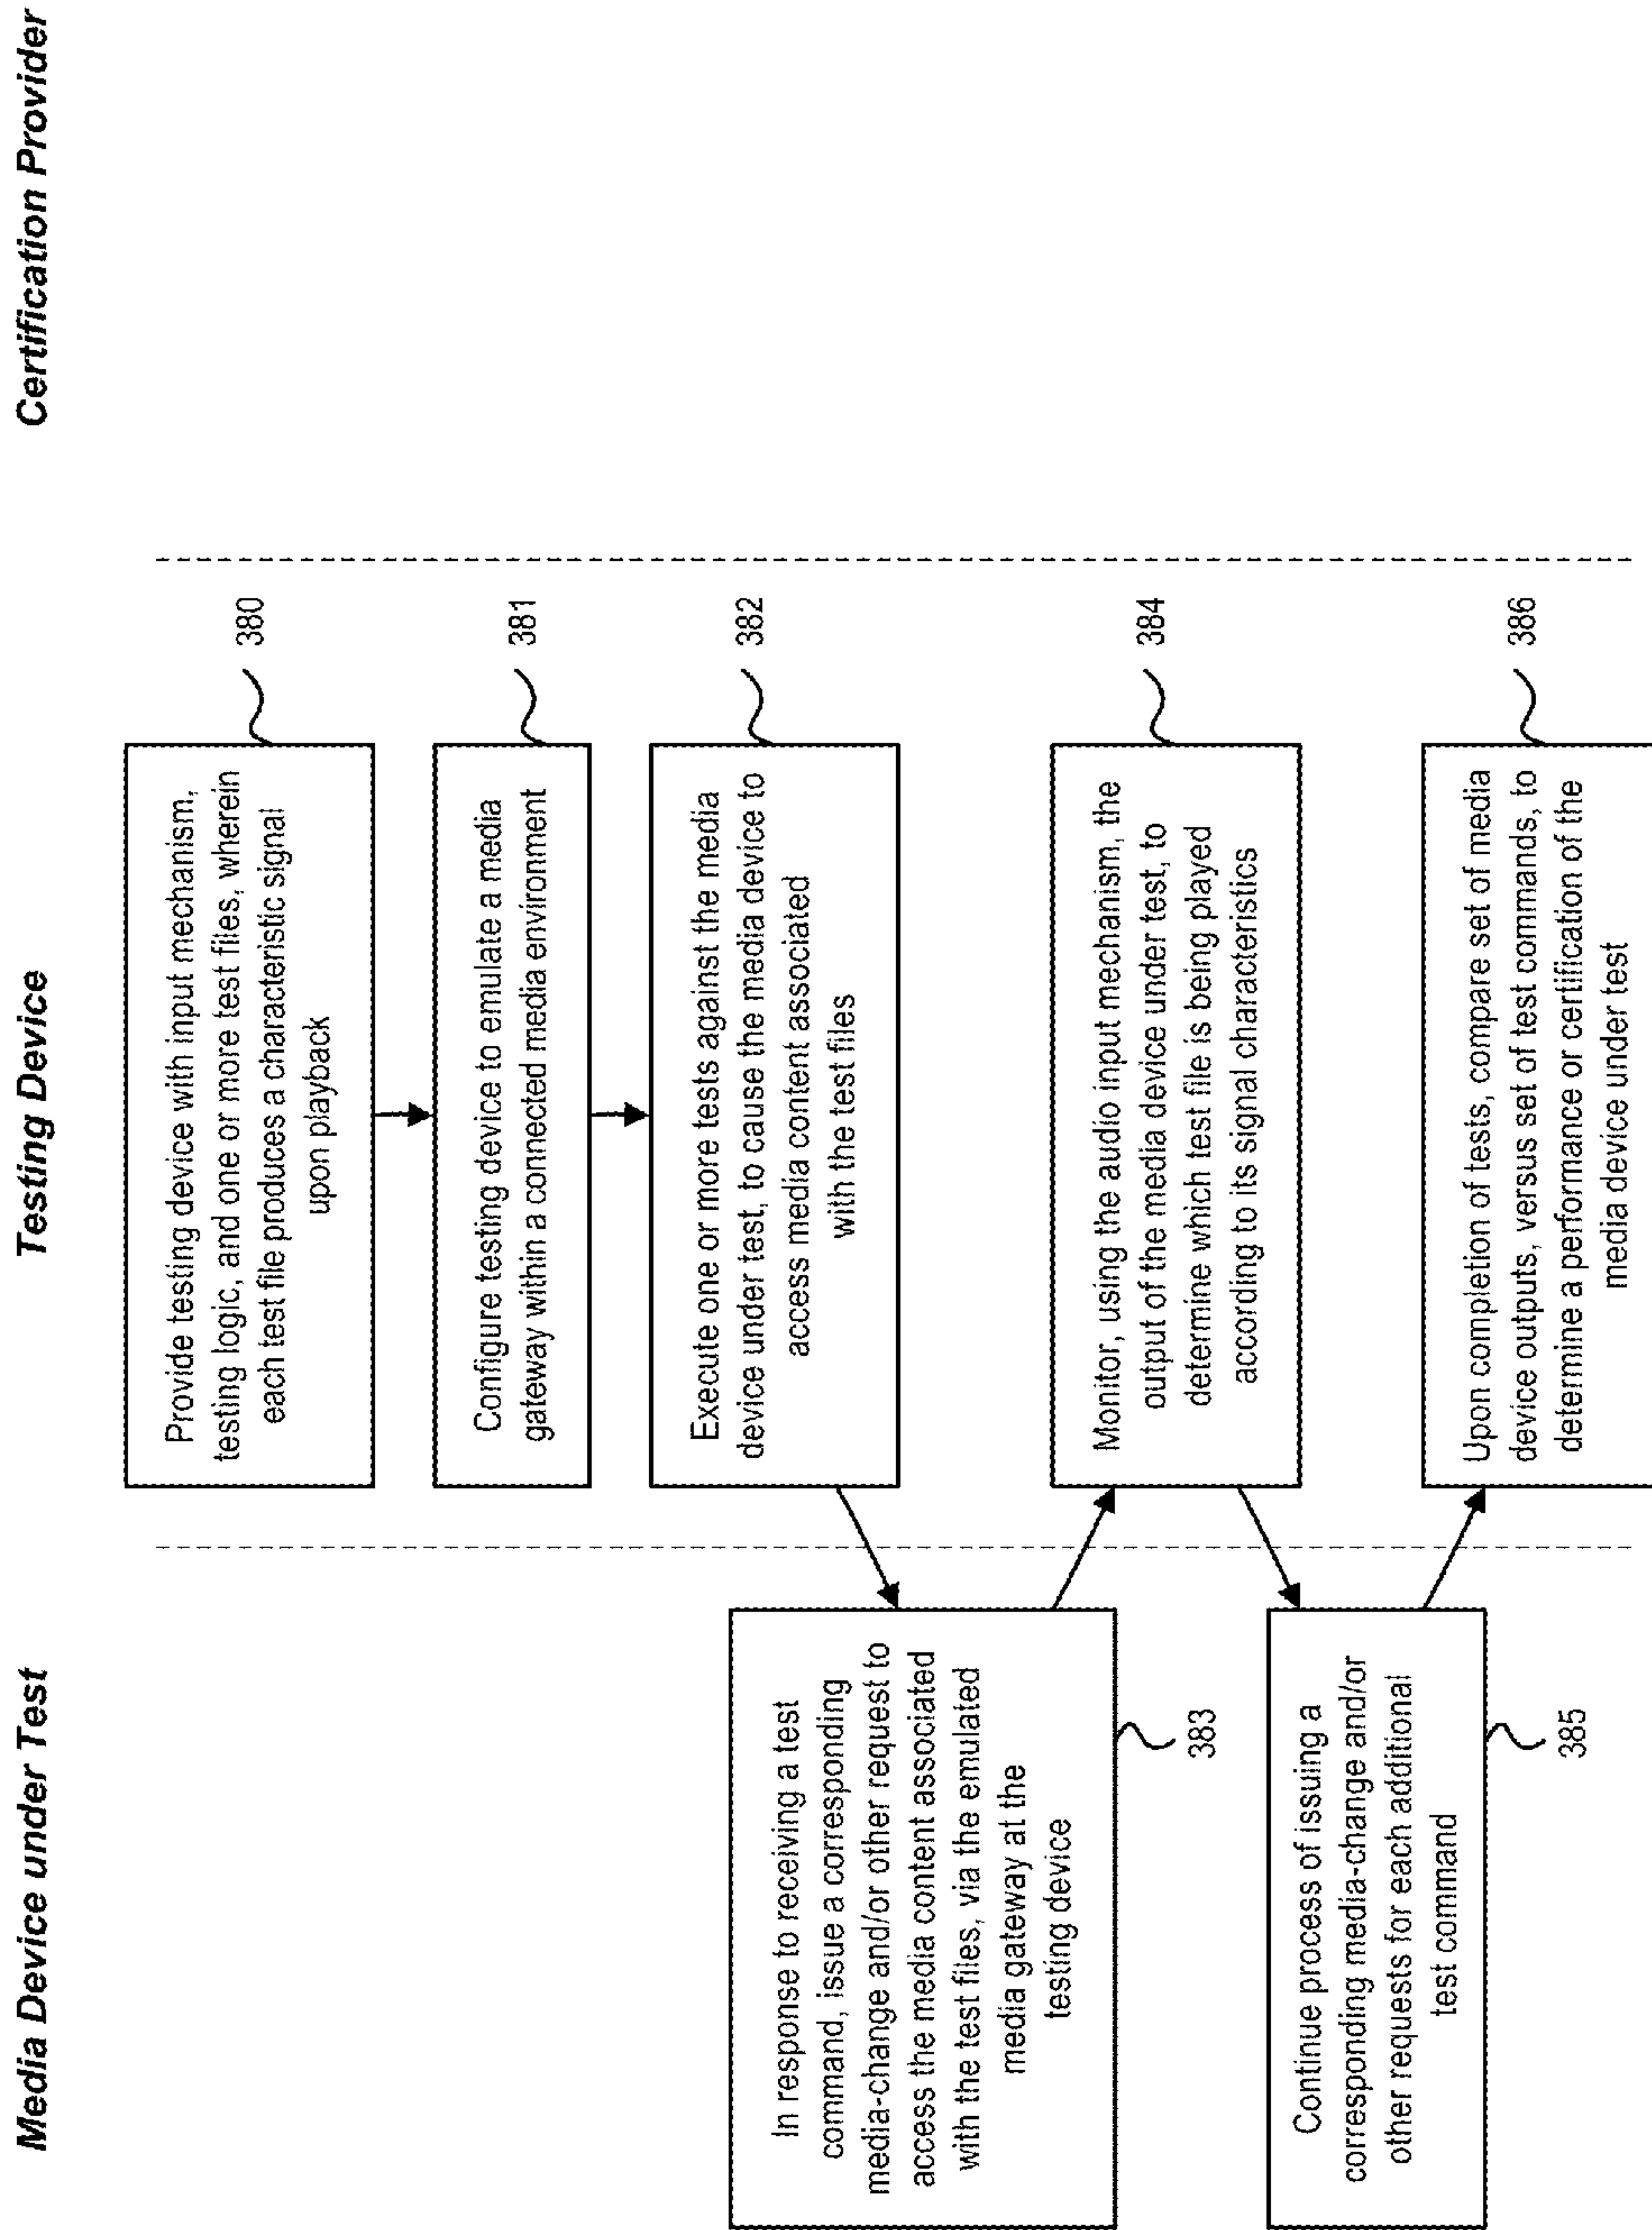 Media Device under Test
Testing Device
Certification Provider
Provide testing device with input mechanism,
testing logic, and one or more test files, wherein
each test file produces a characteristic signal
upon playback
380
Configure testing device to emulate a media
gateway within a connected media environment
381
Execute one or more tests against the media
device under test, to cause the media device to
access media content associated
with the test files
382
In response to receiving a test
command, issue a corresponding
media-change and/or other request to
access the media content associated
with the test files, via the emulated
media gateway at the
testing device
383
Monitor, using the audio input mechanism, the
output of the media device under test, to
determine which test file is being played
according to its signal characteristics
384
Continue process of issuing a
corresponding media-change and/or
other requests for each additional
test command
385
Upon completion of tests, compare set of media
device outputs, versus set of test commands, to
determine a performance or certification of the
media device under test
386